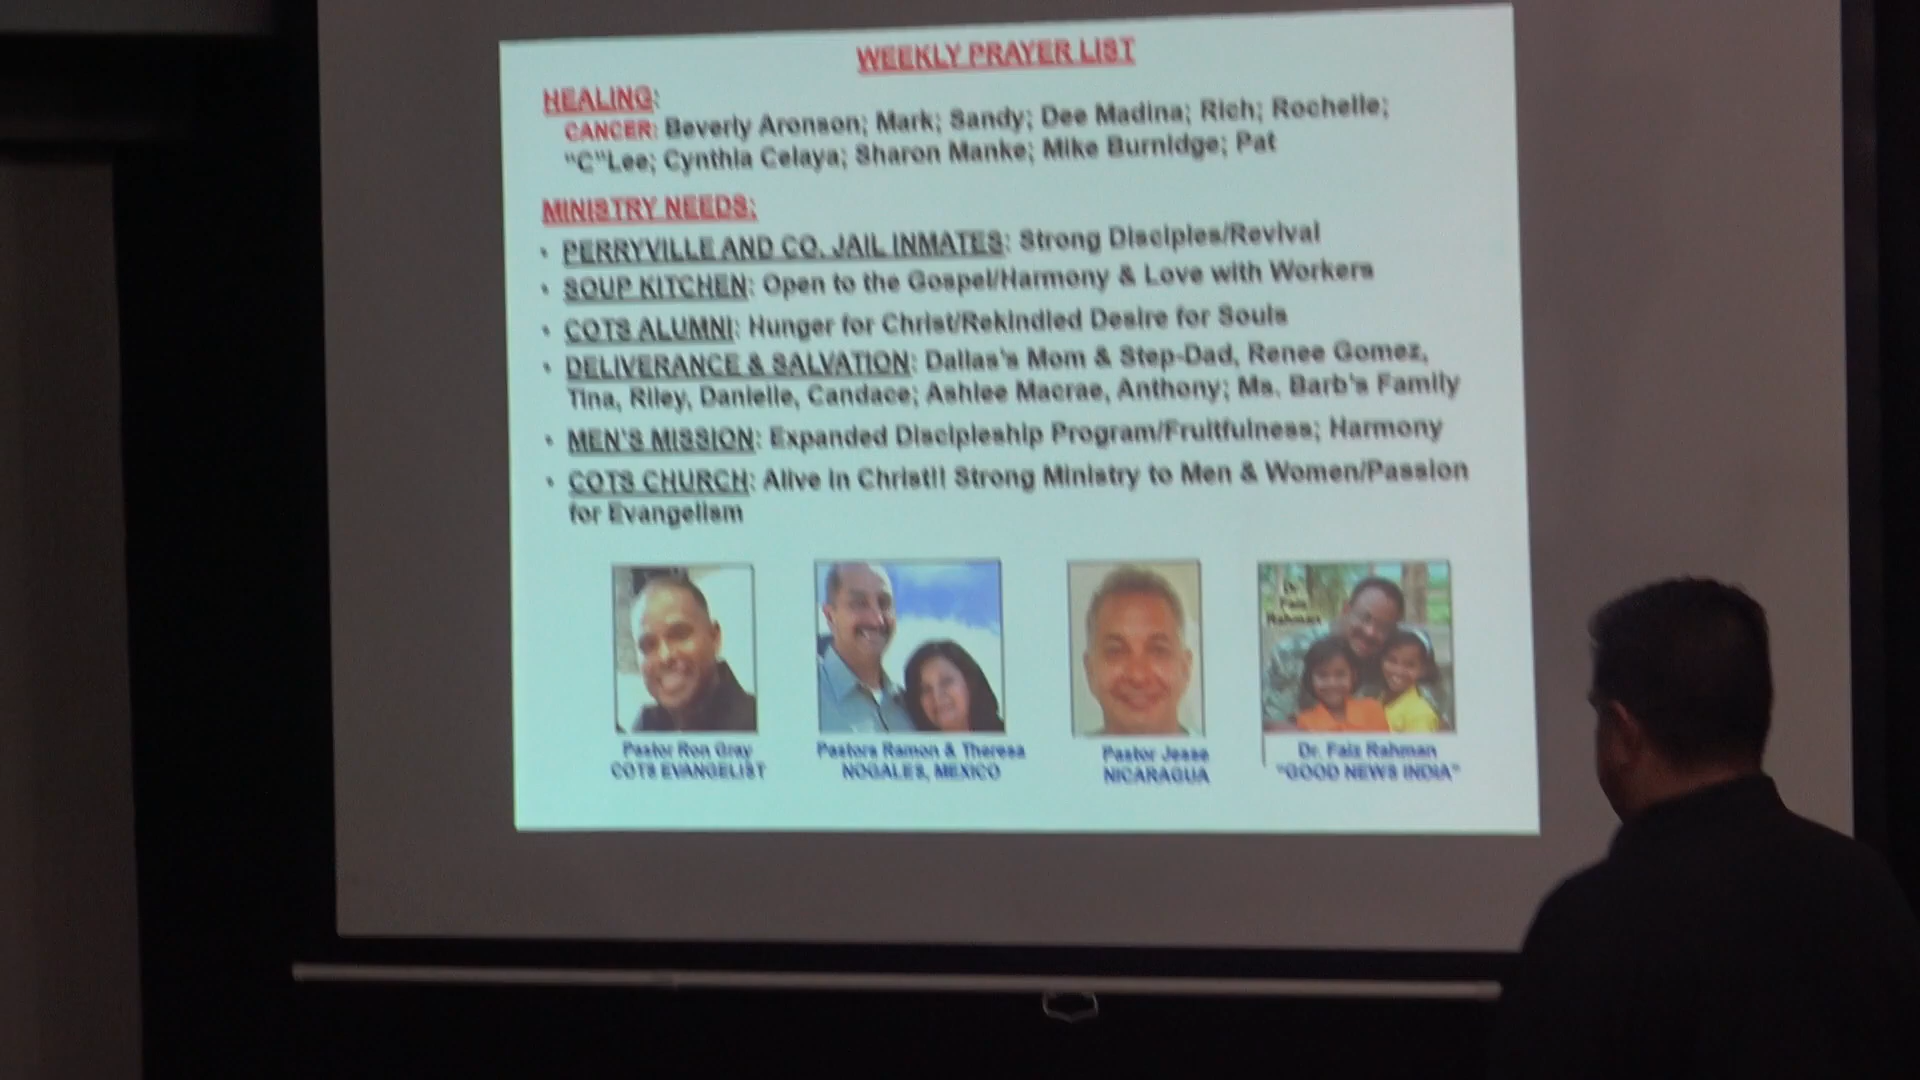 WEEKLY PRAYER LIST
HEALING:
CANCER: Beverly Aronson; Mark; Sandy; Dee Madina; Rich; Rochelle;
"C"Lee; Cynthia Celaya; Sharon Manke; Mike Burnidge; Pat
MINISTRY NEEDS:
• PERRYVILLE AND CO. JAIL INMATES: Strong Disciples/Revival
• SOUP KITCHEN: Open to the Gospel/Harmony & Love with Workers
• COTS ALUMNI: Hunger for Christ/Rekindled Desire for Souls
• DELIVERANCE & SALVATION: Dallas's Mom & Step-Dad, Renee Gomez,
Tina, Riley, Danielle, Candace; Ashlee Macrae, Anthony; Ms. Barb's Family
• MEN'S MISSION: Expanded Discipleship Program/Fruitfulness; Harmony
• COTS CHURCH: Alive in Christ!! Strong Ministry to Men & Women/Passion
for Evangelism
Dr.
Fais
Rahman
Pastor Ron Gray
COTS EVANGELIST
Pastors Ramon & Theresa
NOGALES, MEXICO
Pastor Jesse
NICARAGUA
Dr. Fais Rahman
"GOOD NEWS INDIA"